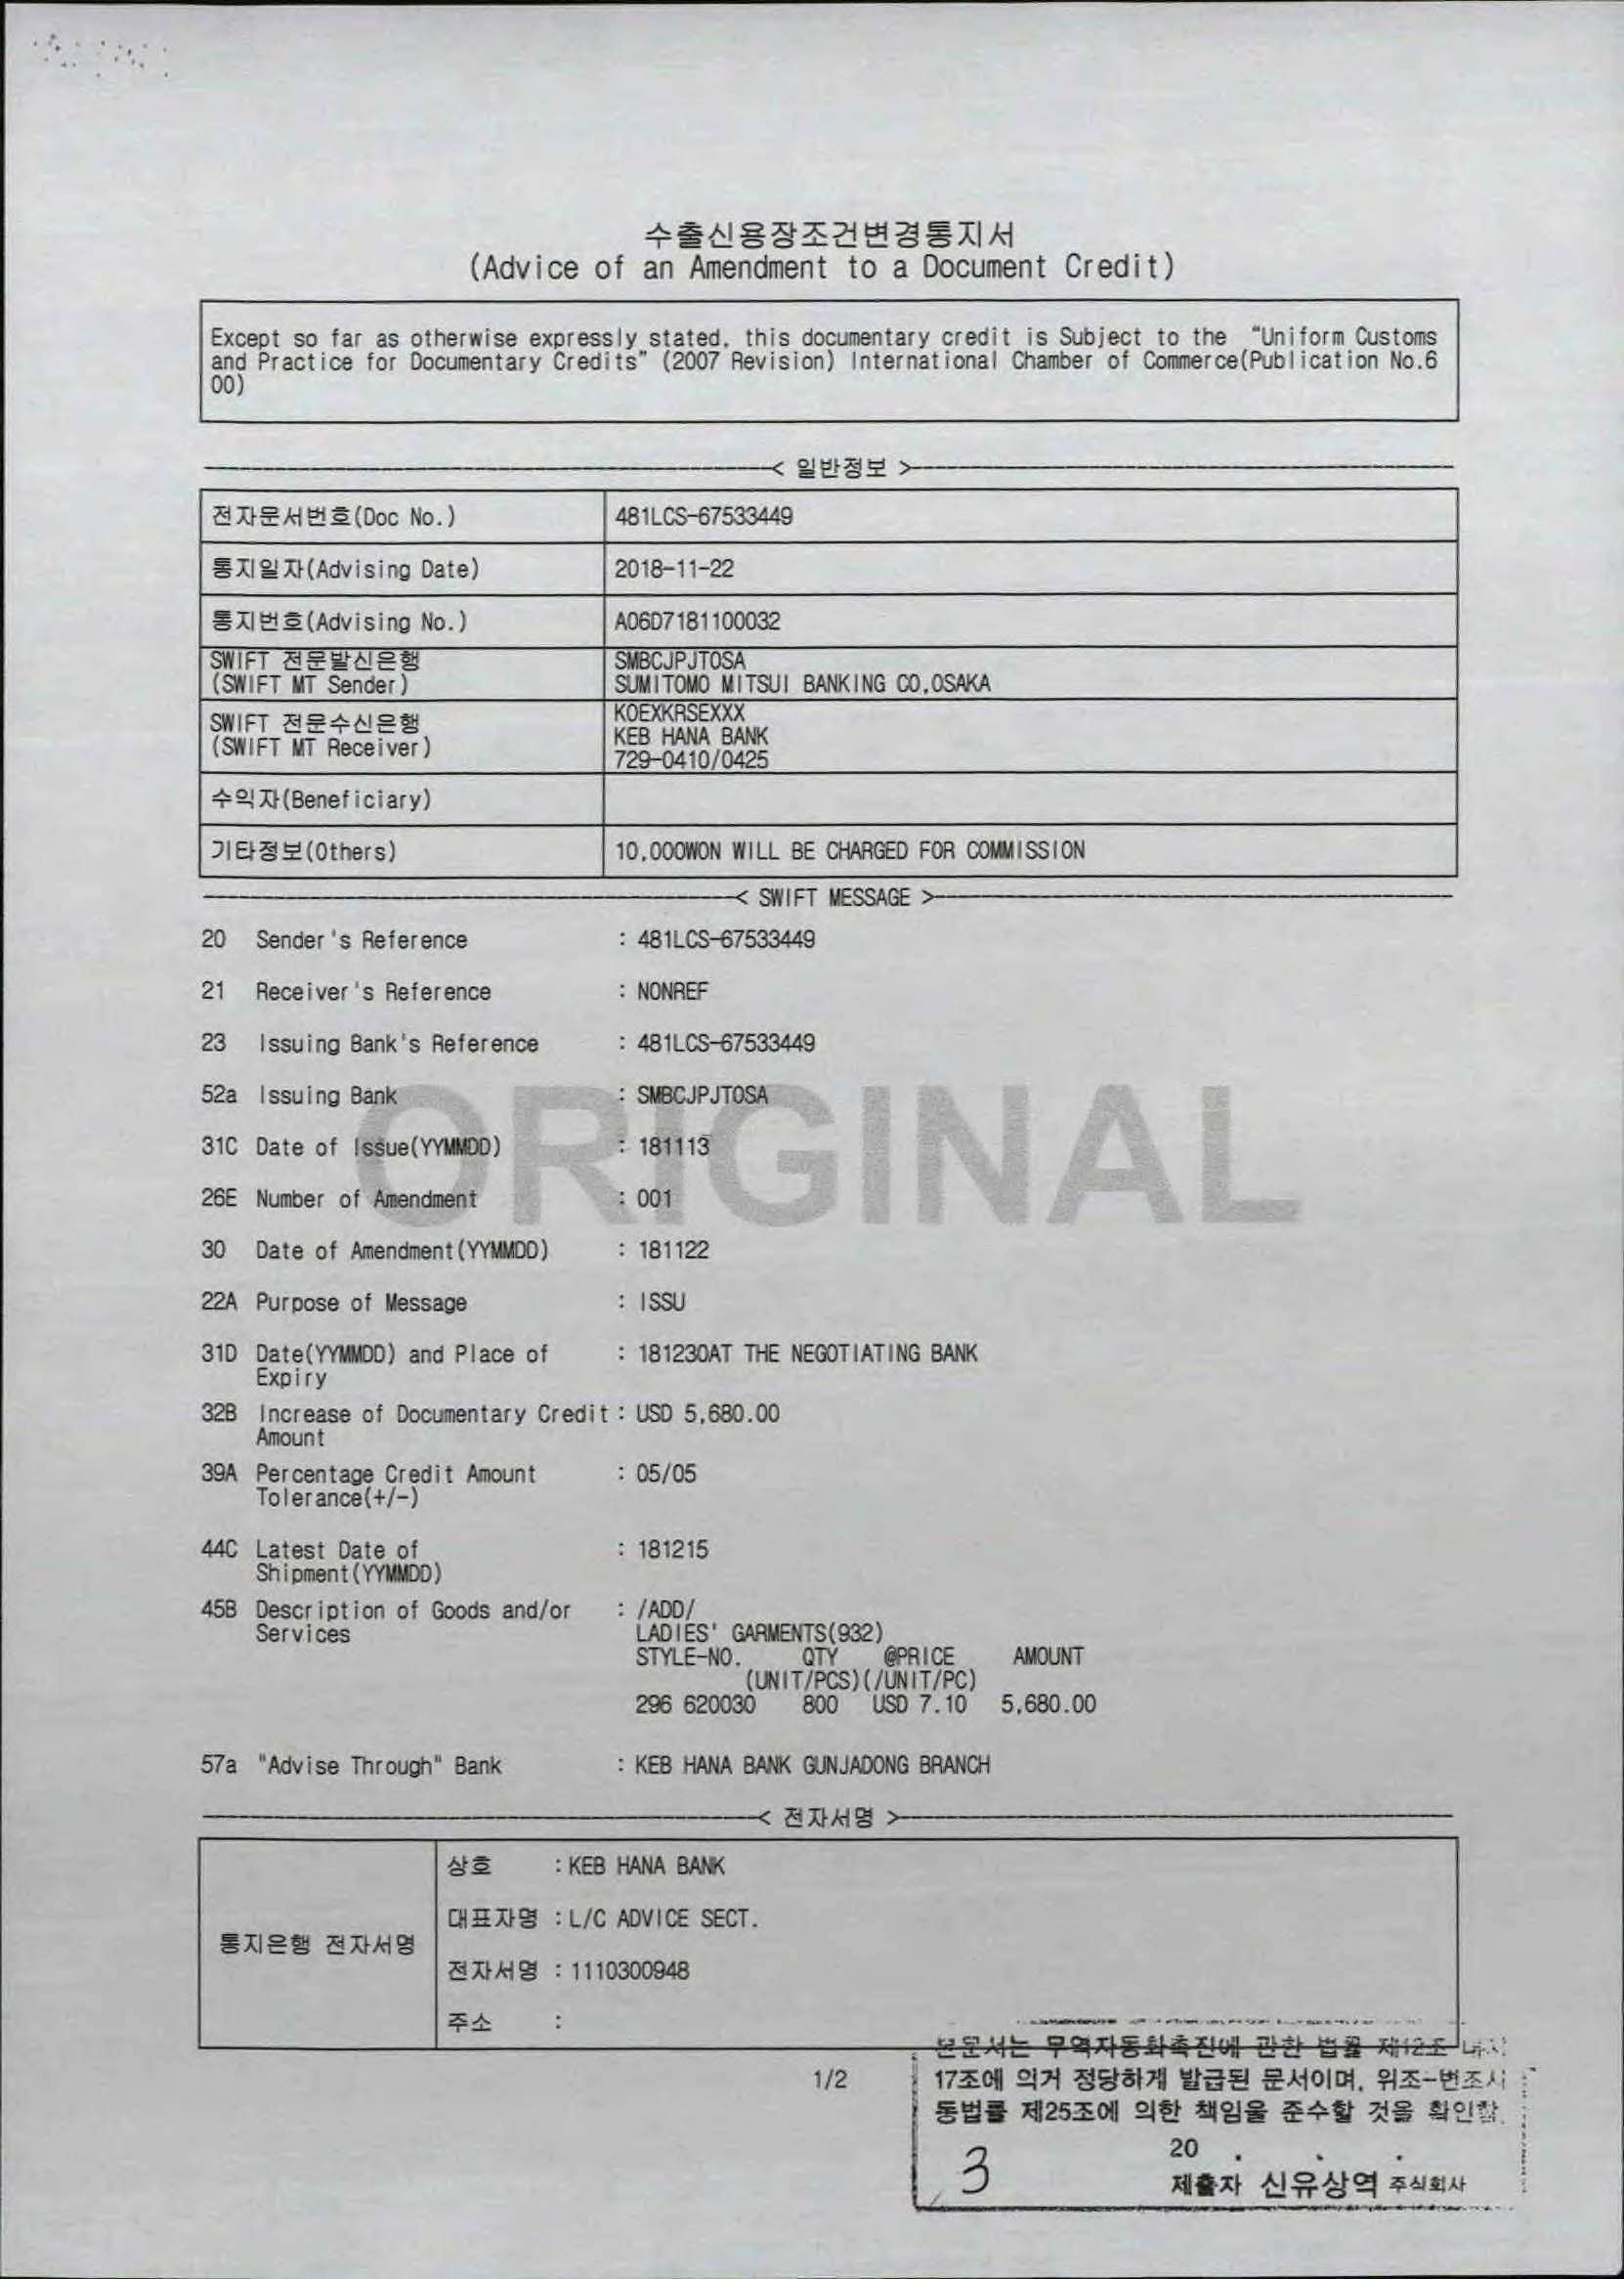 수출신용장조건변경통지서
(Advice of an Amendment to a Document Credit)
Except so far as otherwise expressly stated, this documentary credit is Subject to the "Uniform Customs
and Practice for Documentary Credits" (2007 Revision) International Chamber of Commerce(Publication No.6
00)
< 일반정보 >
전자문서번호(Doc No.) 481LCS-67533449
통지일자(Advising Date) 2018-11-22
통지번호(Advising No.) A06D7181100032
SWIFT 전문발신은행 SMBCJPJTOSA
(SWIFT MT Sender) SUMITOMO MITSUI BANKING CO,OSAKA
KOEXKRSEXXX
SWIFT 전문수신은행 KEB HANA BANK
(SWIFT MT Receiver) 729-0410/0425
수익자(Beneficiary)
기타정보(Others) 10,000WON WILL BE CHARGED FOR COMMISSION
< SWIFT MESSAGE >
20 Sender's Reference : 481LCS-67533449
21 Receiver's Reference : NONREF
23 Issuing Bank's Reference : 481LCS-67533449
ORIGINAL
52a Issuing Bank : SMBCJPJTOSA
31C Date of Issue(YYMMDD) : 181113
26E Number of Amendment : 001
30 Date of Amendment(YYMMDD) : 181122
22A Purpose of Message : ISSU
31D Date(YYMMDD) and Place of : 181230AT THE NEGOTIATING BANK
Expiry
32B Increase of Documentary Credit : USD 5,680.00
Amount
39A Percentage Credit Amount : 05/05
Tolerance(+/-)
44C Latest Date of : 181215
Shipment(YYMMDD)
45B Description of Goods and/or : /ADD/
Services LADIES' GARMENTS(932)
STYLE-NO. QTY @PRICE AMOUNT
(UNIT/PCS)(/UNIT/PC)
296 620030 800 USD 7.10 5,680.00
57a "Advise Through" Bank : KEB HANA BANK GUNJADONG BRANCH
< 전자서명 >
통지은행 전자서명
상호 : KEB HANA BANK
대표자명 : L/C ADVICE SECT.
전자서명 : 1110300948
주소 :
1/2
본문서는 무역자동화촉진에 관한 법률 제12조
17조에 의거 정당하게 발급된 문서이며, 위조-변조시
동법률 제25조에 의한 책임을 준수할 것을 확인함.
20 . . .
3
제출자 신유상역 주식회사